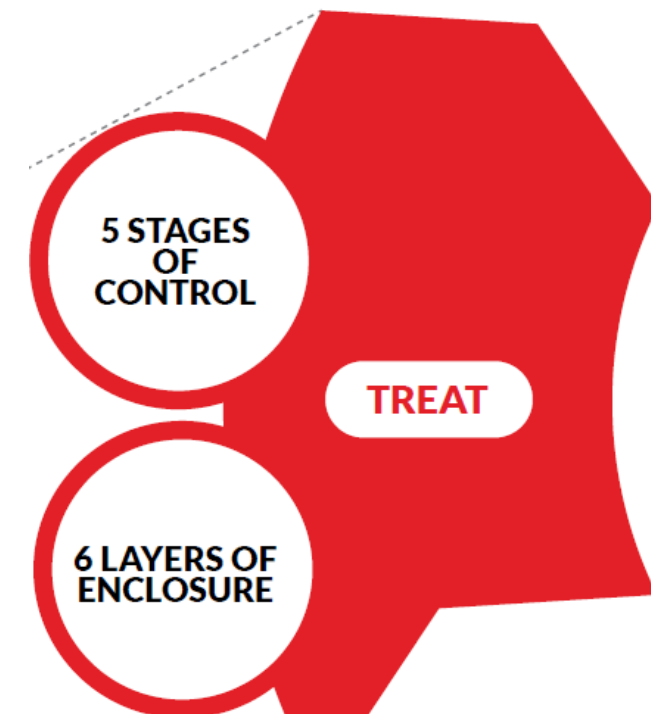 5 STAGES
OF
CONTROL
TREAT
6 LAYERS OF
ENCLOSURE